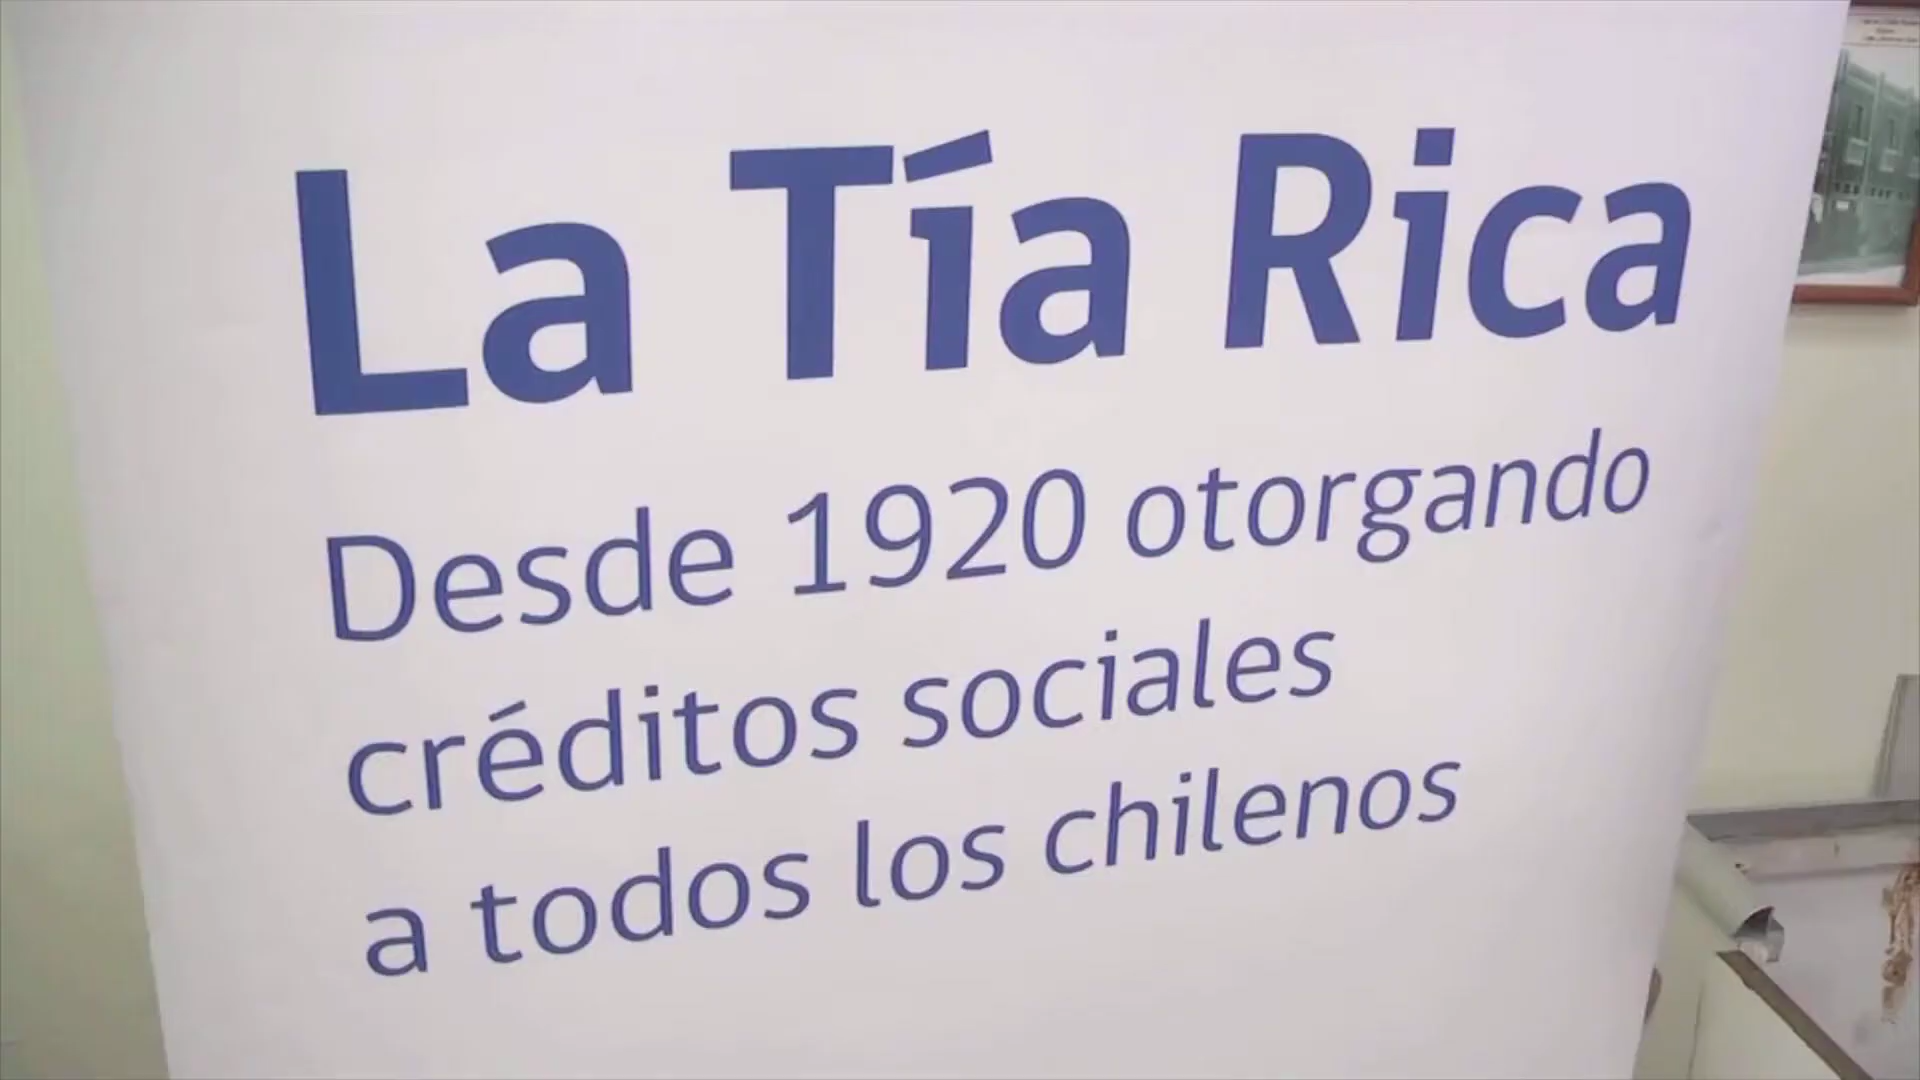 La Tía Rica
Desde 1920 otorgando
créditos sociales
a todos los chilenos